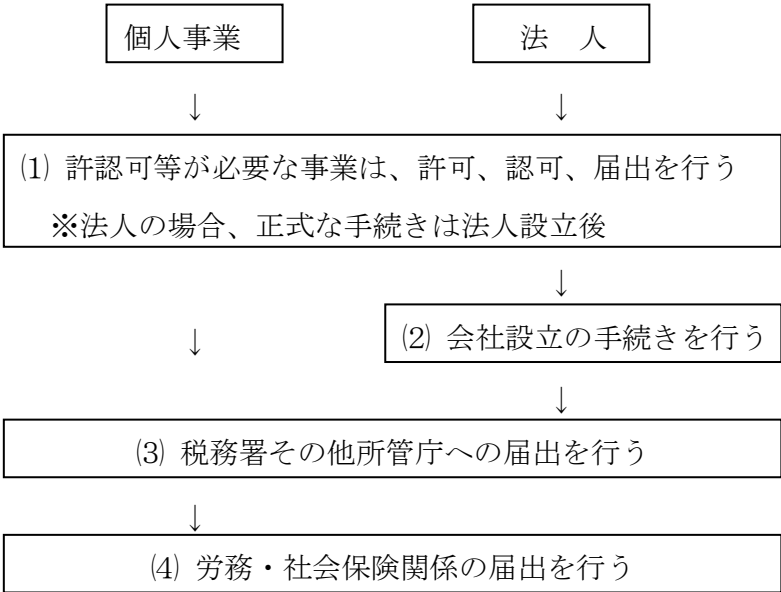 個人事業
法　人
↓
↓
⑴ 許認可等が必要な事業は、許可、認可、届出を行う
※法人の場合、正式な手続きは法人設立後
↓
⑵ 会社設立の手続きを行う
↓
↓
⑶ 税務署その他所管庁への届出を行う
↓
⑷ 労務・社会保険関係の届出を行う